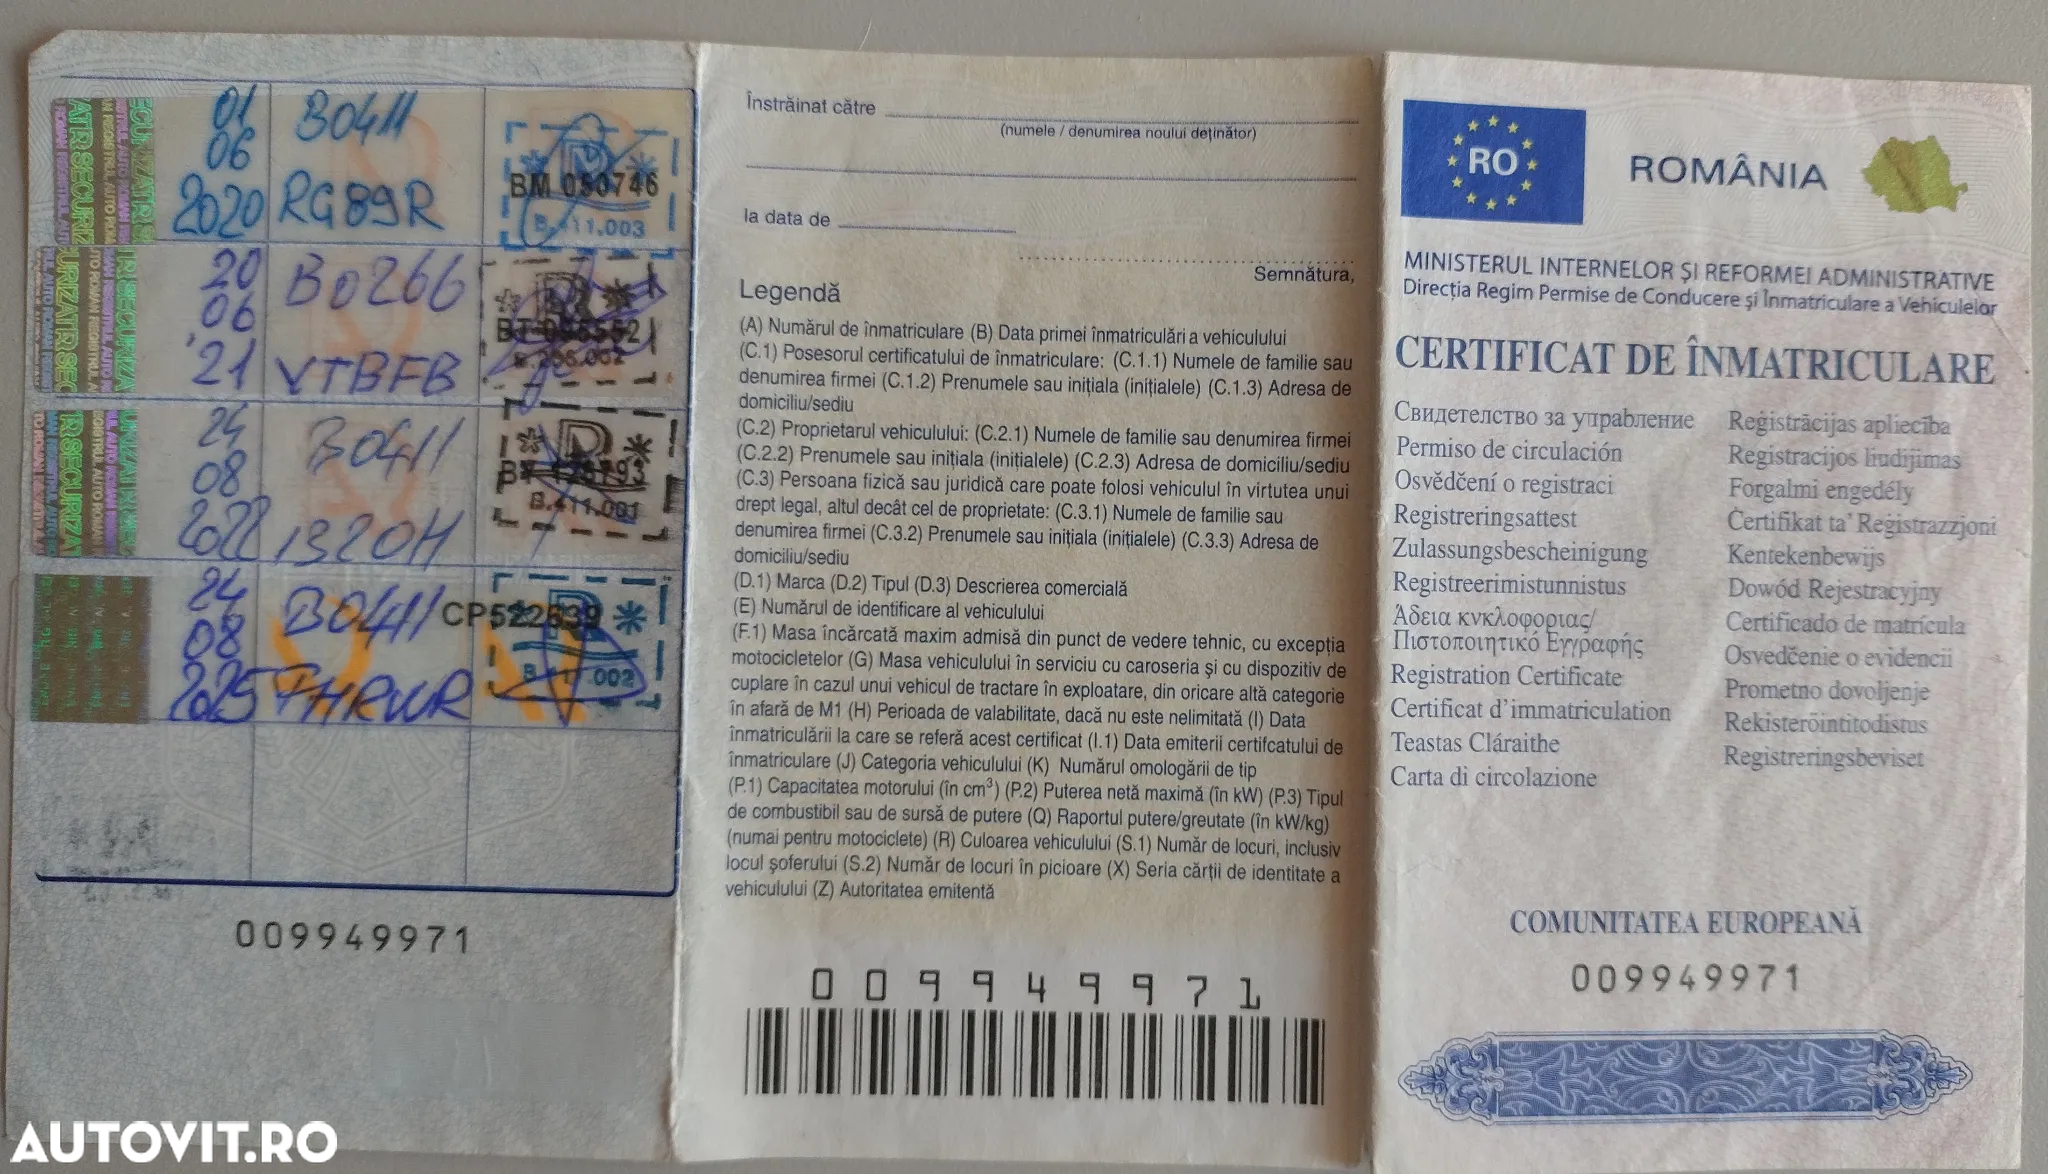 01
06
2020
B0411
RG89R
BM 050746
B.411.003
20
06
'21
B0266
VTBFB
24
08
2022
B0411
1320H
B.411.001
24
08
2025
B0411
FHRWR
CP522639
009949971
Înstrăinat către
(numele / denumirea noului deținător)
la data de
Semnătura,
Legendă
(A) Numărul de înmatriculare (B) Data primei înmatriculări a vehiculului
(C.1) Posesorul certificatului de înmatriculare: (C.1.1) Numele de familie sau
denumirea firmei (C.1.2) Prenumele sau inițiala (inițialele) (C.1.3) Adresa de
domiciliu/sediu
(C.2) Proprietarul vehiculului: (C.2.1) Numele de familie sau denumirea firmei
(C.2.2) Prenumele sau inițiala (inițialele) (C.2.3) Adresa de domiciliu/sediu
(C.3) Persoana fizică sau juridică care poate folosi vehiculul în virtutea unui
drept legal, altul decât cel de proprietate: (C.3.1) Numele de familie sau
denumirea firmei (C.3.2) Prenumele sau inițiala (inițialele) (C.3.3) Adresa de
domiciliu/sediu
(D.1) Marca (D.2) Tipul (D.3) Descrierea comercială
(E) Numărul de identificare al vehiculului
(F.1) Masa încărcată maxim admisă din punct de vedere tehnic, cu excepția
motocicletelor (G) Masa vehiculului în serviciu cu caroseria și cu dispozitiv de
cuplare în cazul unui vehicul de tractare în exploatare, din oricare altă categorie
în afară de M1 (H) Perioada de valabilitate, dacă nu este nelimitată (I) Data
înmatriculării la care se referă acest certificat (I.1) Data emiterii certifcatului de
înmatriculare (J) Categoria vehiculului (K) Numărul omologării de tip
(P.1) Capacitatea motorului (în cm³) (P.2) Puterea netă maximă (în kW) (P.3) Tipul
de combustibil sau de sursă de putere (Q) Raportul putere/greutate (în kW/kg)
(numai pentru motociclete) (R) Culoarea vehiculului (S.1) Număr de locuri, inclusiv
locul șoferului (S.2) Număr de locuri în picioare (X) Seria cărții de identitate a
vehiculului (Z) Autoritatea emitentă
009949971
RO
ROMÂNIA
MINISTERUL INTERNELOR ȘI REFORMEI ADMINISTRATIVE
Direcția Regim Permise de Conducere și Înmatriculare a Vehiculelor
CERTIFICAT DE ÎNMATRICULARE
Свидетелство за управление
Permiso de circulación
Osvědčení o registraci
Registreringsattest
Zulassungsbescheinigung
Registreerimistunnistus
Άδεια κνκλοφοριας/
Πιστοποιητικό Εγγραφής
Registration Certificate
Certificat d'immatriculation
Teastas Cláraithe
Carta di circolazione
Reģistrācijas apliecība
Registracijos liudijimas
Forgalmi engedély
Ċertifikat ta' Reġistrazzjoni
Kentekenbewijs
Dowód Rejestracyjny
Certificado de matrícula
Osvedčenie o evidencii
Prometno dovoljenje
Rekisteröintitodistus
Registreringsbeviset
COMUNITATEA EUROPEANĂ
009949971
AUTOVIT.RO